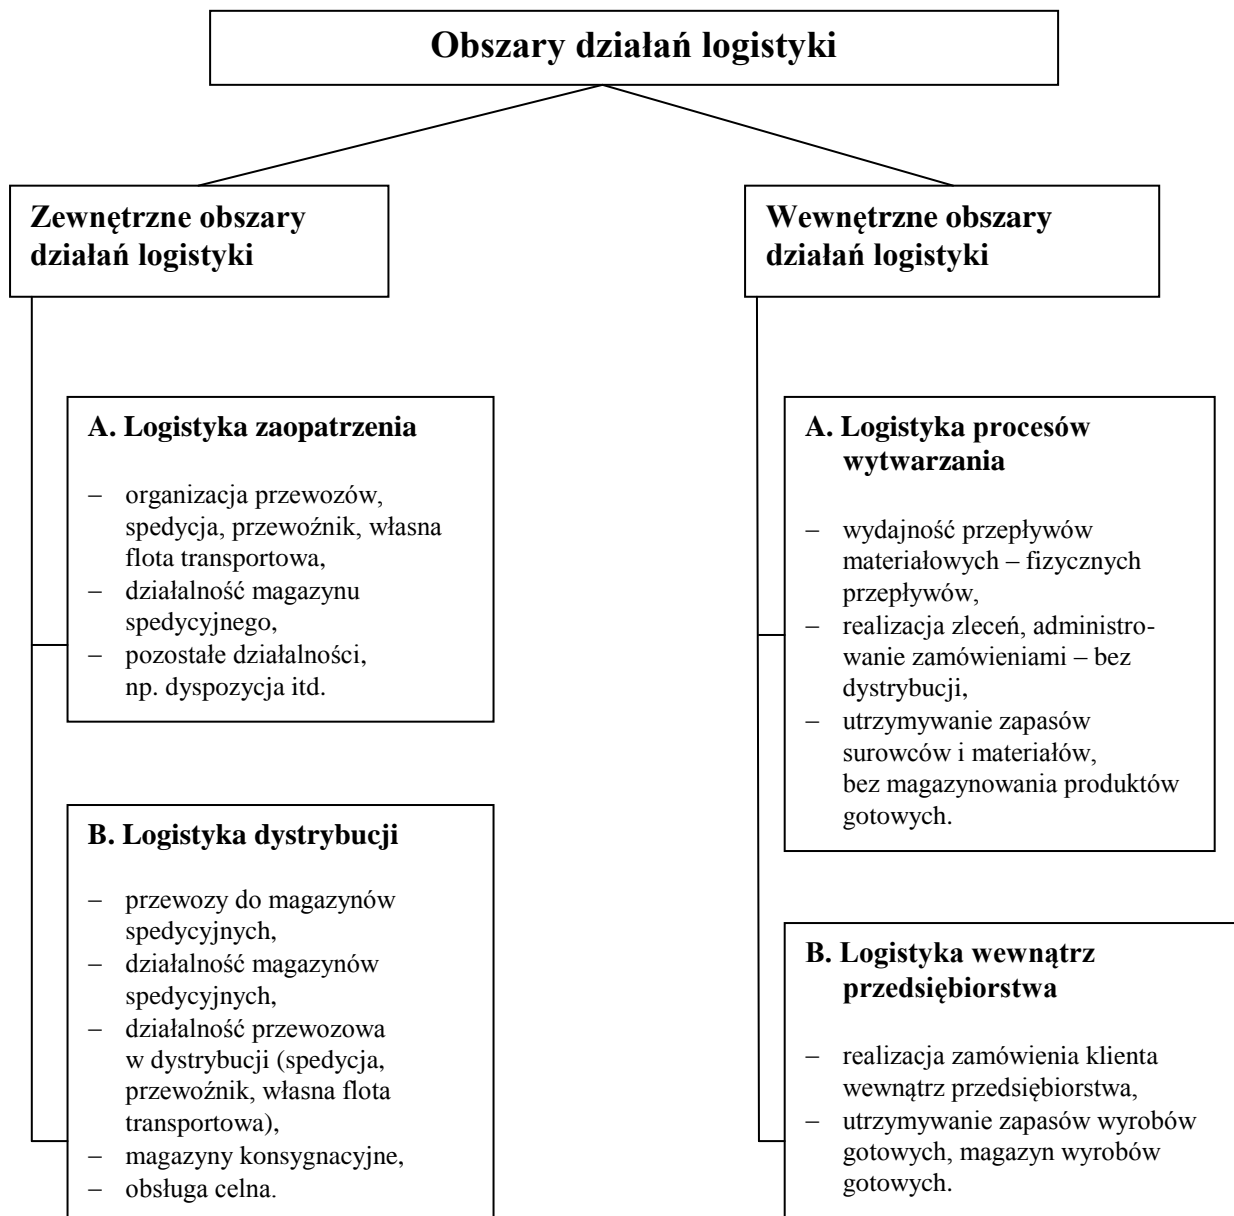 Obszary działań logistyki
Zewnętrzne obszary
działań logistyki
A. Logistyka zaopatrzenia
– organizacja przewozów,
spedycja, przewoźnik, własna
flota transportowa,
– działalność magazynu
spedycyjnego,
– pozostałe działalności,
np. dyspozycja itd.
B. Logistyka dystrybucji
– przewozy do magazynów
spedycyjnych,
– działalność magazynów
spedycyjnych,
– działalność przewozowa
w dystrybucji (spedycja,
przewoźnik, własna flota
transportowa),
– magazyny konsygnacyjne,
– obsługa celna.
Wewnętrzne obszary
działań logistyki
A. Logistyka procesów
wytwarzania
– wydajność przepływów
materiałowych – fizycznych
przepływów,
– realizacja zleceń, administro-
wanie zamówieniami – bez
dystrybucji,
– utrzymywanie zapasów
surowców i materiałów,
bez magazynowania produktów
gotowych.
B. Logistyka wewnątrz
przedsiębiorstwa
– realizacja zamówienia klienta
wewnątrz przedsiębiorstwa,
– utrzymywanie zapasów wyrobów
gotowych, magazyn wyrobów
gotowych.